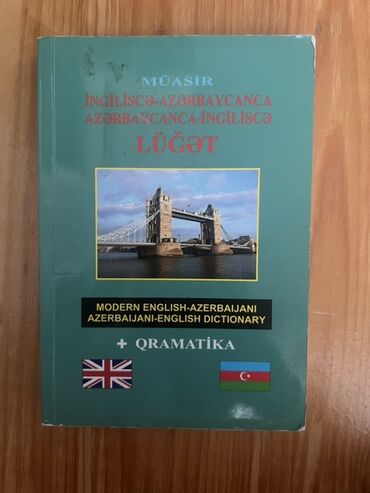 MÜASİR
İNGİLİSCƏ-AZƏRBAYCANCA
AZƏRBAYCANCA-İNGİLİSCƏ
LÜĞƏT
MODERN ENGLISH-AZERBAIJANI
AZERBAIJANI-ENGLISH DICTIONARY
+ QRAMATİKA